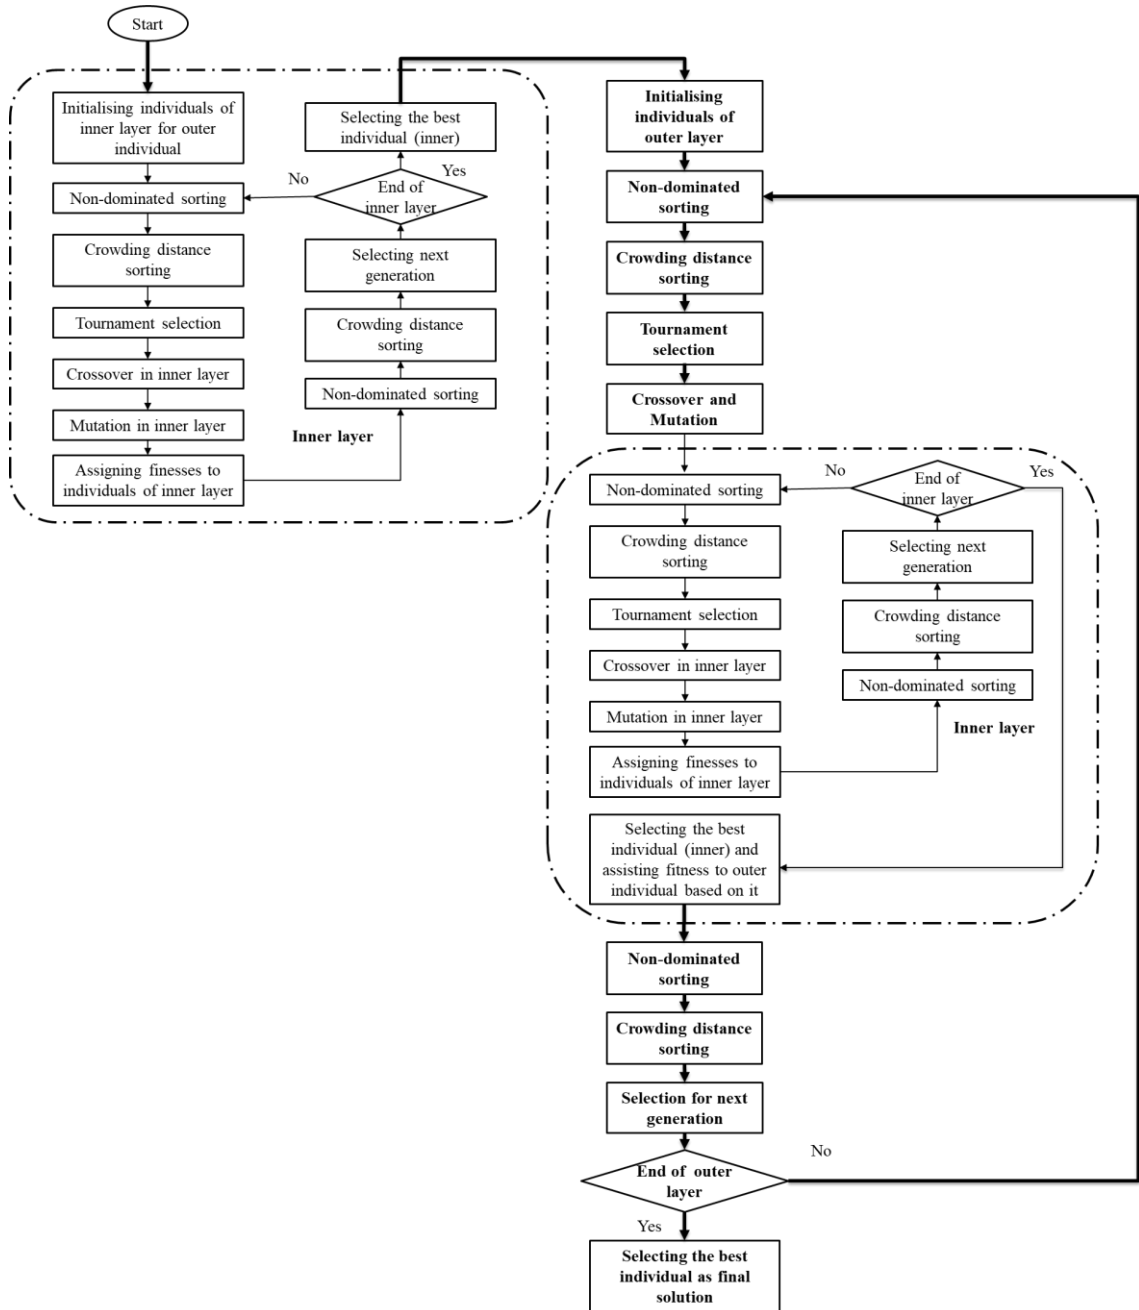 Start
Initialising individuals of
inner layer for outer
individual
Non-dominated sorting
Crowding distance
sorting
Tournament selection
Crossover in inner layer
Mutation in inner layer
Assigning finesses to
individuals of inner layer
Selecting the best
individual (inner)
Yes
No
End of
inner layer
Selecting next
generation
Crowding distance
sorting
Non-dominated sorting
Inner layer
Initialising
individuals of
outer layer
Non-dominated
sorting
Crowding distance
sorting
Tournament
selection
Crossover and
Mutation
Non-dominated sorting
Crowding distance
sorting
Tournament selection
Crossover in inner layer
Mutation in inner layer
Assigning finesses to
individuals of inner layer
No
End of
inner layer
Yes
Selecting next
generation
Crowding distance
sorting
Non-dominated sorting
Inner layer
Selecting the best
individual (inner) and
assisting fitness to outer
individual based on it
Non-dominated
sorting
Crowding distance
sorting
Selection for next
generation
End of outer
layer
No
Yes
Selecting the best
individual as final
solution